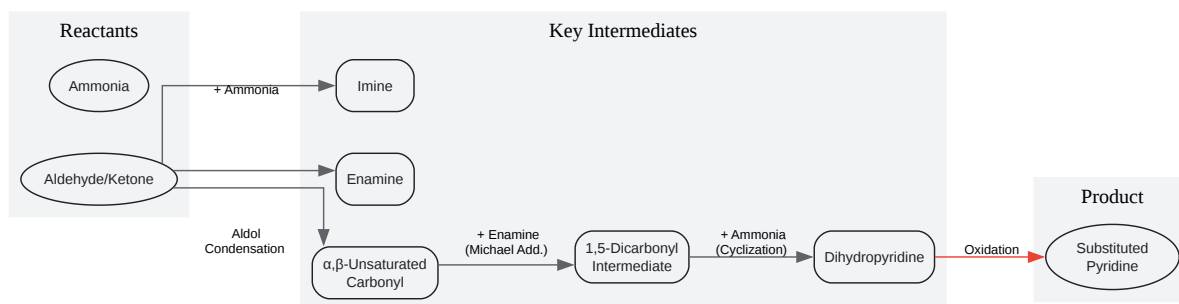 Reactants
Key Intermediates
Ammonia
+ Ammonia
Imine
Aldehyde/Ketone
Enamine
Aldol
Condensation
α,β-Unsaturated
Carbonyl
+ Enamine
(Michael Add.)
1,5-Dicarbonyl
Intermediate
+ Ammonia
(Cyclization)
Dihydropyridine
Oxidation
Product
Substituted
Pyridine